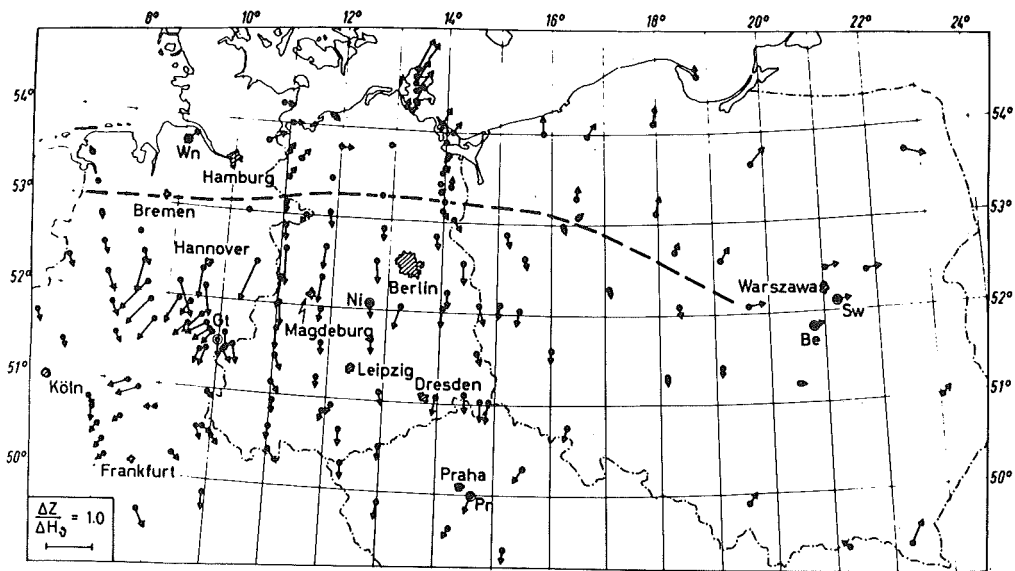 8° 10° 12° 14° 16° 18° 20° 22° 24°
54°
53°
52°
51°
50°
54°
53°
52°
51°
50°
Wn
Hamburg
Bremen
Hannover
Berlin
Warszawa
Ni
Sw
Gt
Magdeburg
Be
Leipzig
Köln
Dresden
Frankfurt
Praha
Pr
ΔZ
ΔHϑ = 1.0